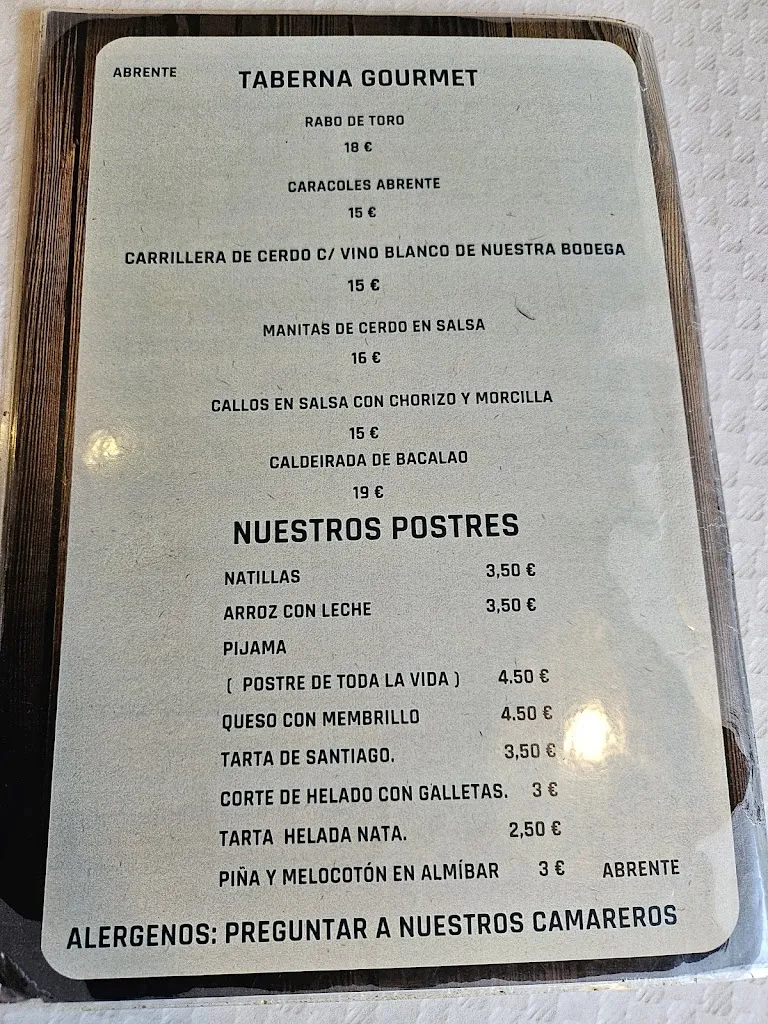 ABRENTE TABERNA GOURMET
RABO DE TORO
18 €
CARACOLES ABRENTE
15 €
CARRILLERA DE CERDO C/ VINO BLANCO DE NUESTRA BODEGA
15 €
MANITAS DE CERDO EN SALSA
16 €
CALLOS EN SALSA CON CHORIZO Y MORCILLA
15 €
CALDEIRADA DE BACALAO
19 €
NUESTROS POSTRES
NATILLAS 3,50 €
ARROZ CON LECHE 3,50 €
PIJAMA
( POSTRE DE TODA LA VIDA ) 4.50 €
QUESO CON MEMBRILLO 4.50 €
TARTA DE SANTIAGO. 3,50 €
CORTE DE HELADO CON GALLETAS. 3 €
TARTA HELADA NATA. 2,50 €
PIÑA Y MELOCOTÓN EN ALMÍBAR 3 € ABRENTE
ALERGENOS: PREGUNTAR A NUESTROS CAMAREROS